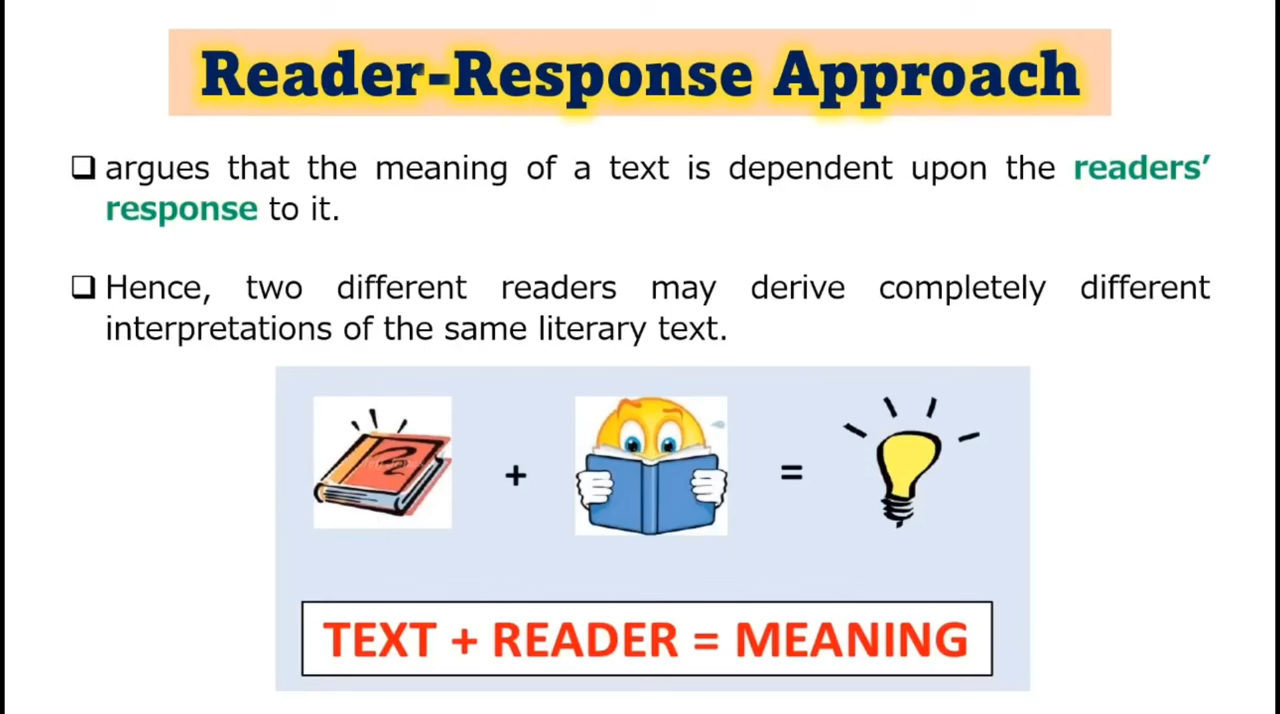 Reader-Response Approach
❑ argues that the meaning of a text is dependent upon the readers’
response to it.
❑ Hence, two different readers may derive completely different
interpretations of the same literary text.
+ =
TEXT + READER = MEANING